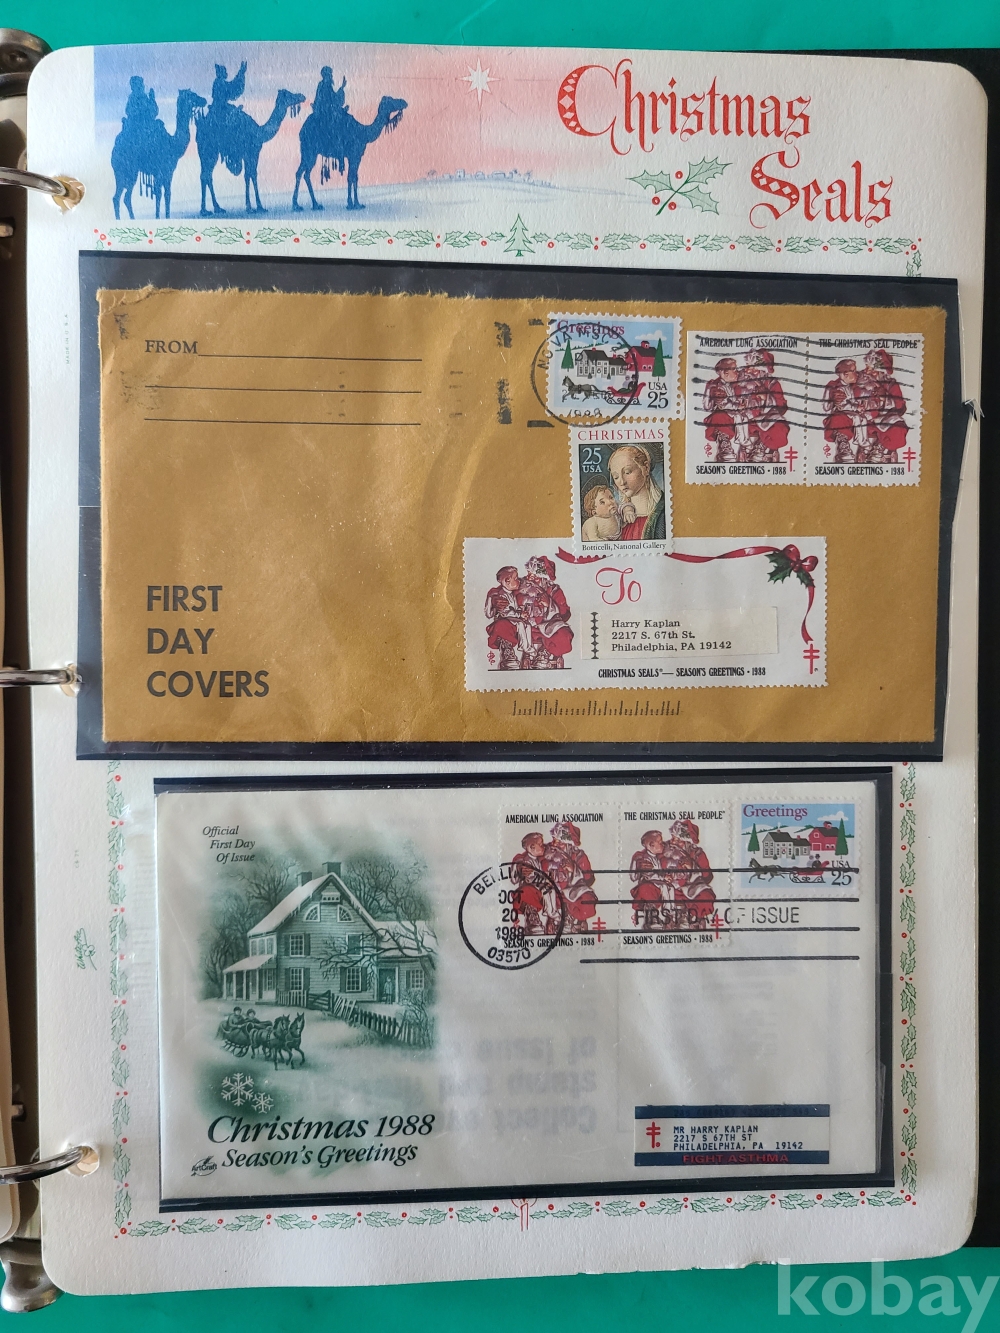 Christmas
Seals
FROM
Greetings
USA
25
1988
AMERICAN LUNG ASSOCIATION
THE CHRISTMAS SEAL PEOPLE®
SEASON'S GREETINGS • 1988
SEASON'S GREETINGS • 1988
CHRISTMAS
25
USA
Botticelli, National Gallery
To
Harry Kaplan
2217 S. 67th St.
Philadelphia, PA 19142
CHRISTMAS SEALS® — SEASON'S GREETINGS • 1988
FIRST
DAY
COVERS
Official
First Day
Of Issue
AMERICAN LUNG ASSOCIATION
THE CHRISTMAS SEAL PEOPLE®
Greetings
USA
25
BERLIN, NH
OCT
20
1988
03570
FIRST DAY OF ISSUE
SEASON'S GREETINGS • 1988
SEASON'S GREETINGS • 1988
Christmas 1988
Season's Greetings
ArtCraft
MR HARRY KAPLAN
2217 S 67TH ST
PHILADELPHIA, PA 19142
FIGHT ASTHMA
kobay